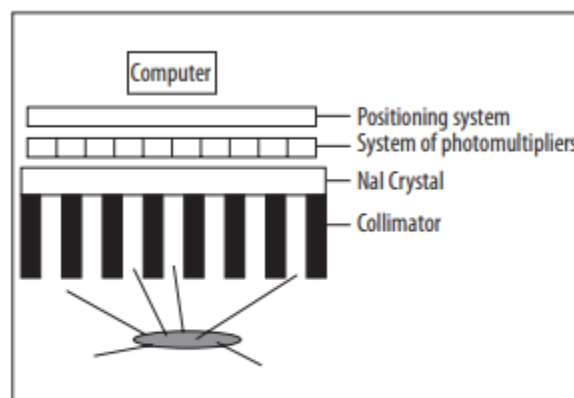 Computer
Positioning system
System of photomultipliers
NaI Crystal
Collimator